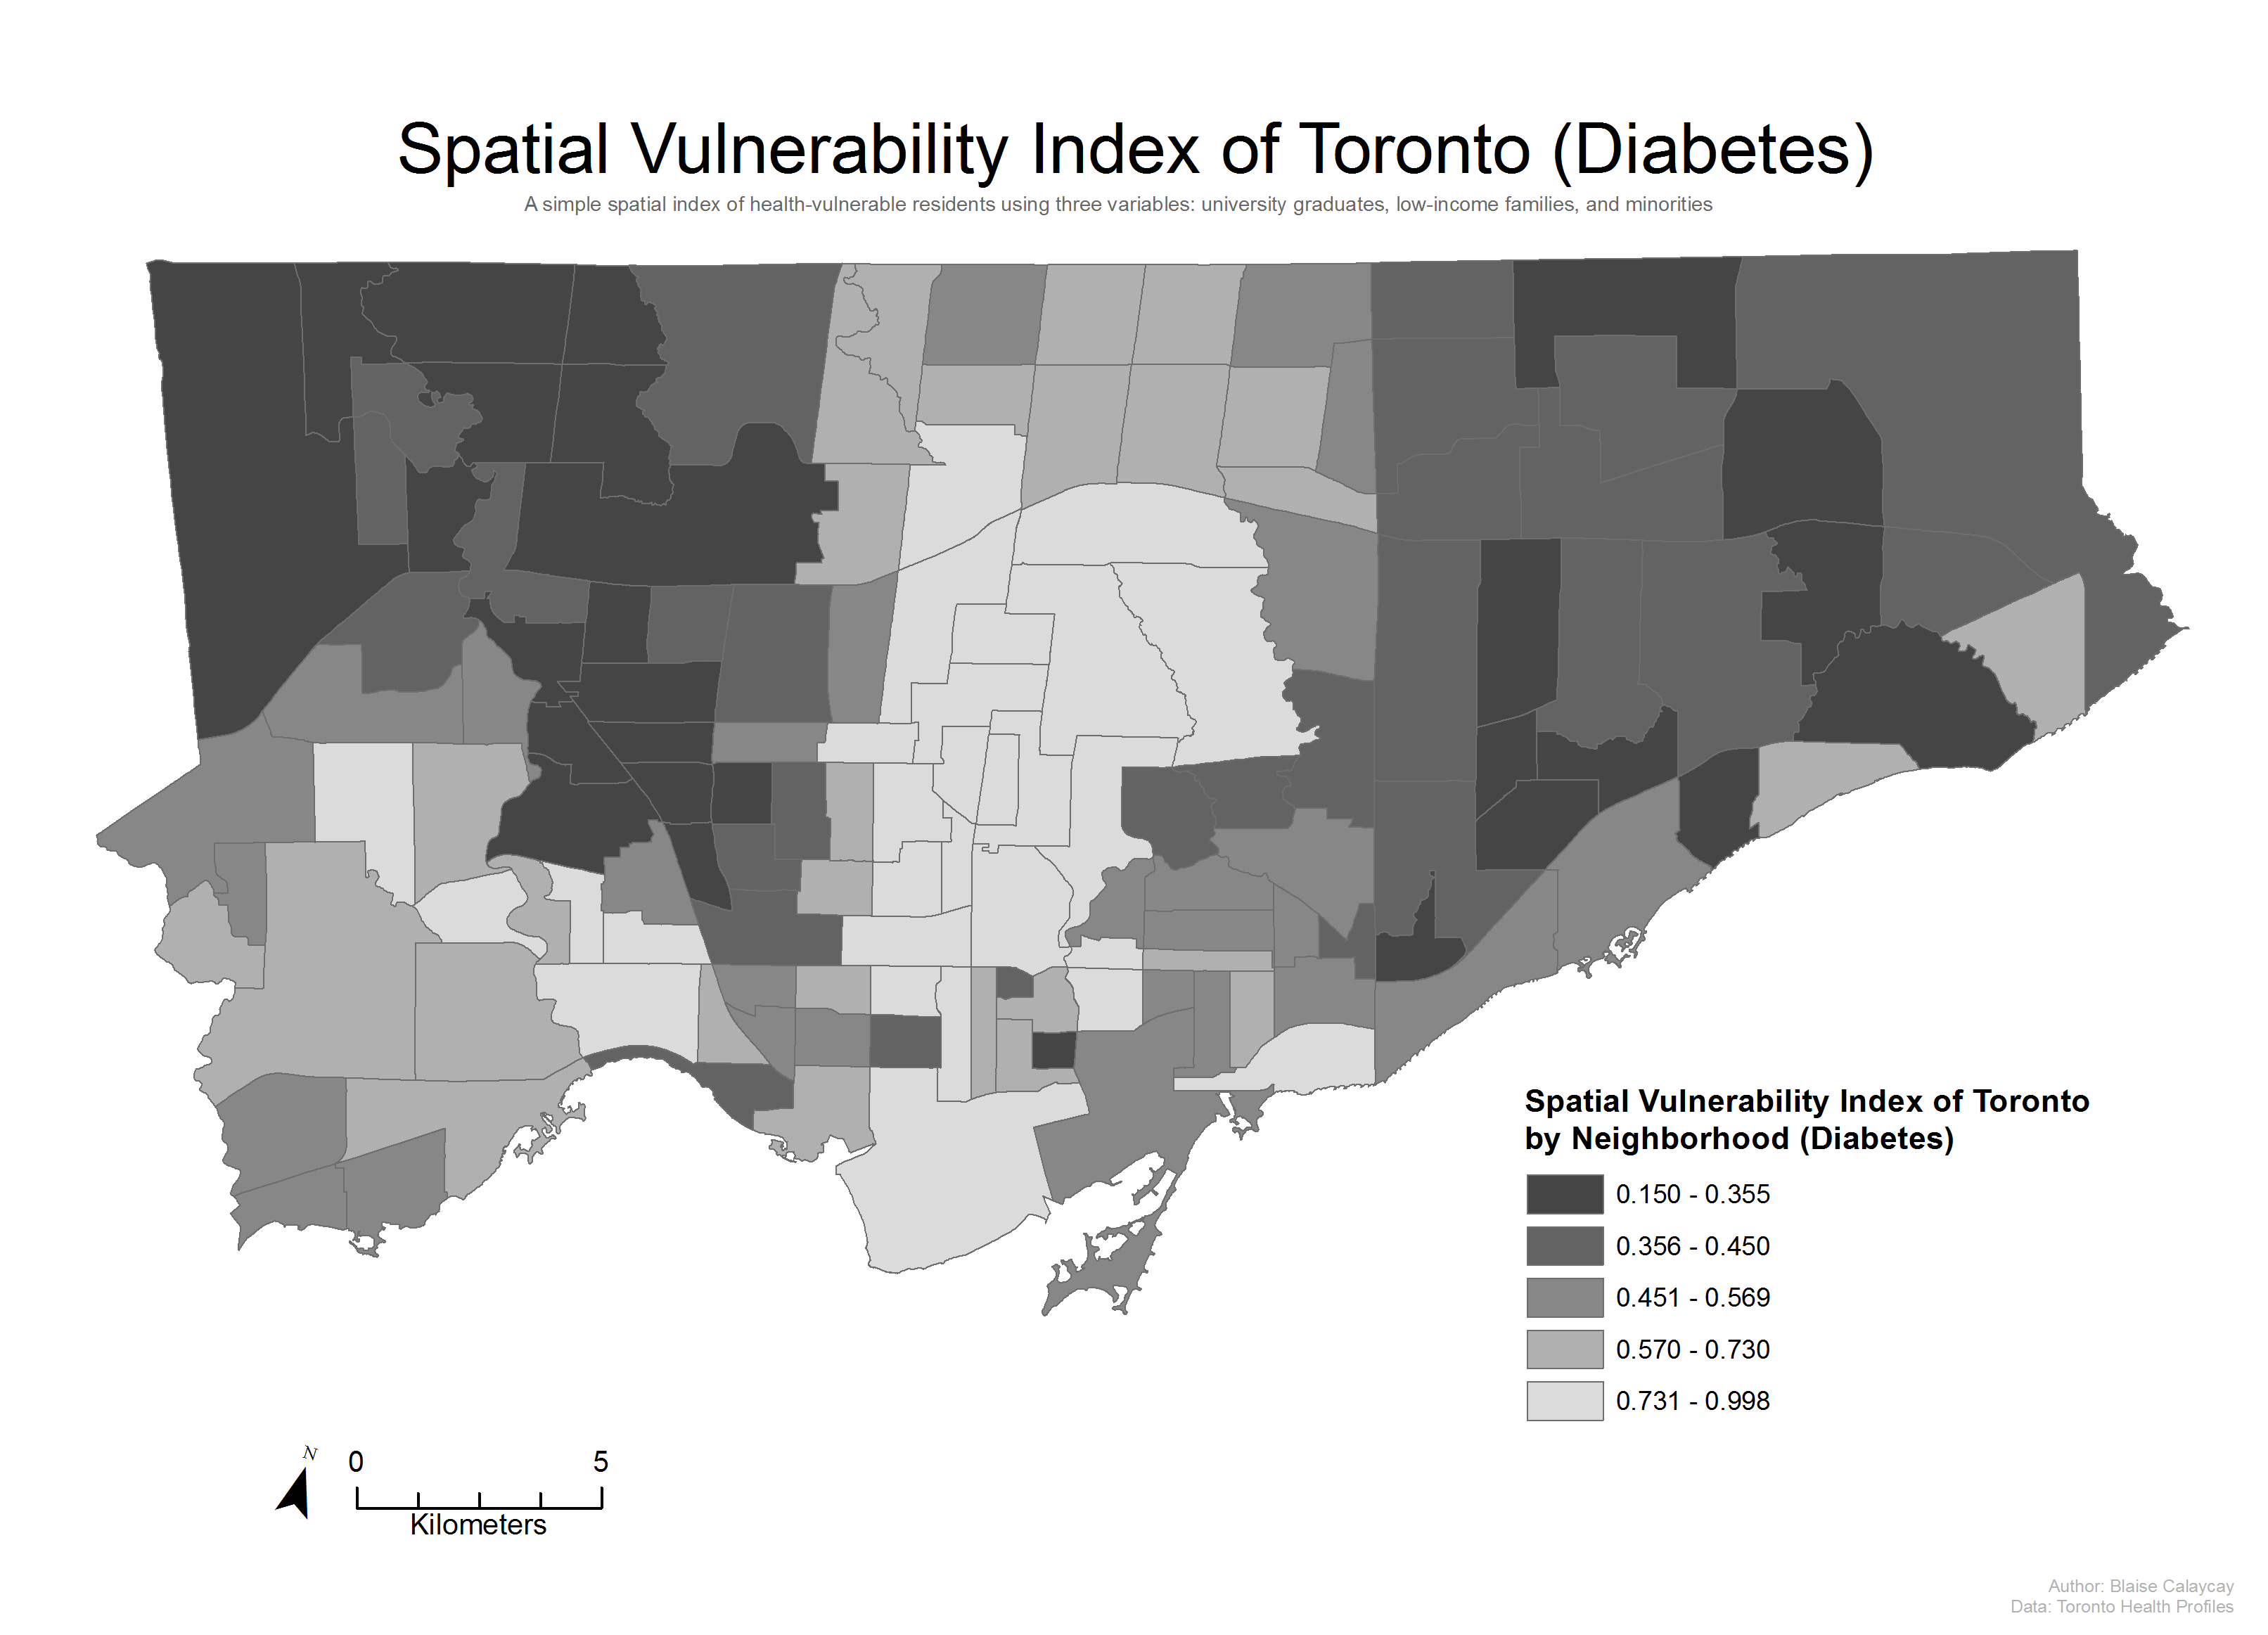 Spatial Vulnerability Index of Toronto (Diabetes)
A simple spatial index of health-vulnerable residents using three variables: university graduates, low-income families, and minorities
Spatial Vulnerability Index of Toronto
by Neighborhood (Diabetes)
0.150 - 0.355
0.356 - 0.450
0.451 - 0.569
0.570 - 0.730
0.731 - 0.998
N
0 5
Kilometers
Author: Blaise Calaycay
Data: Toronto Health Profiles